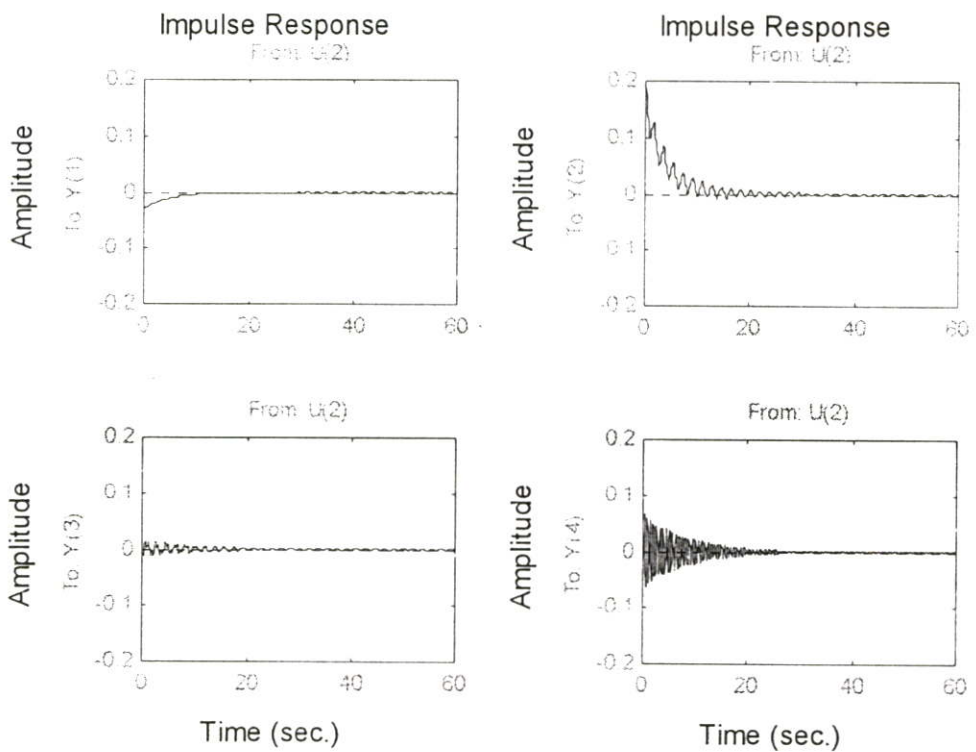 Impulse Response
From: U(2)
Amplitude
To Y(1)
0.2
0.1
0
-0.1
-0.2
0
20
40
60
Impulse Response
From: U(2)
Amplitude
To Y(2)
0.2
0.1
0
0.1
-0.2
0
20
40
60
From: U(2)
Amplitude
To Y(3)
0.2
0.1
0
-0.1
-0.2
0
20
40
60
Time (sec.)
From: U(2)
Amplitude
To Y(4)
0.2
0.1
0
-0.1
-0.2
0
20
40
60
Time (sec.)